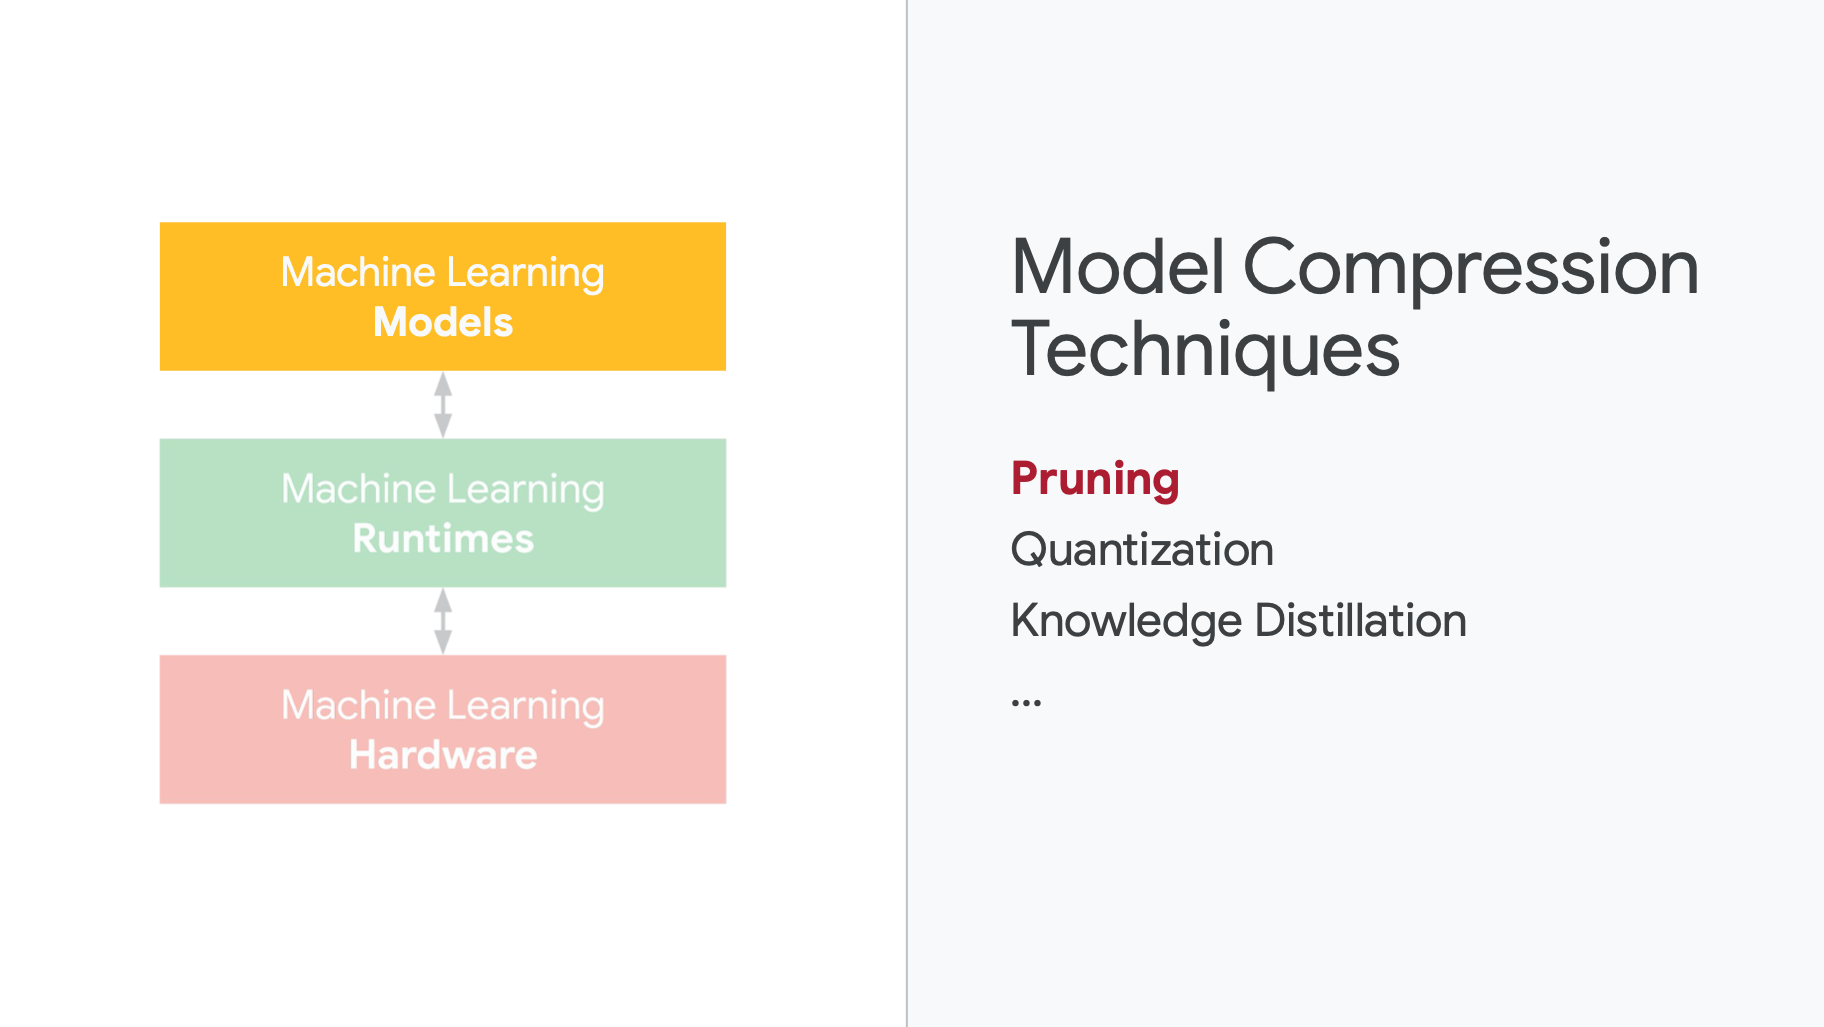 Machine Learning
Models
Machine Learning
Runtimes
Machine Learning
Hardware
Model Compression
Techniques
Pruning
Quantization
Knowledge Distillation
...